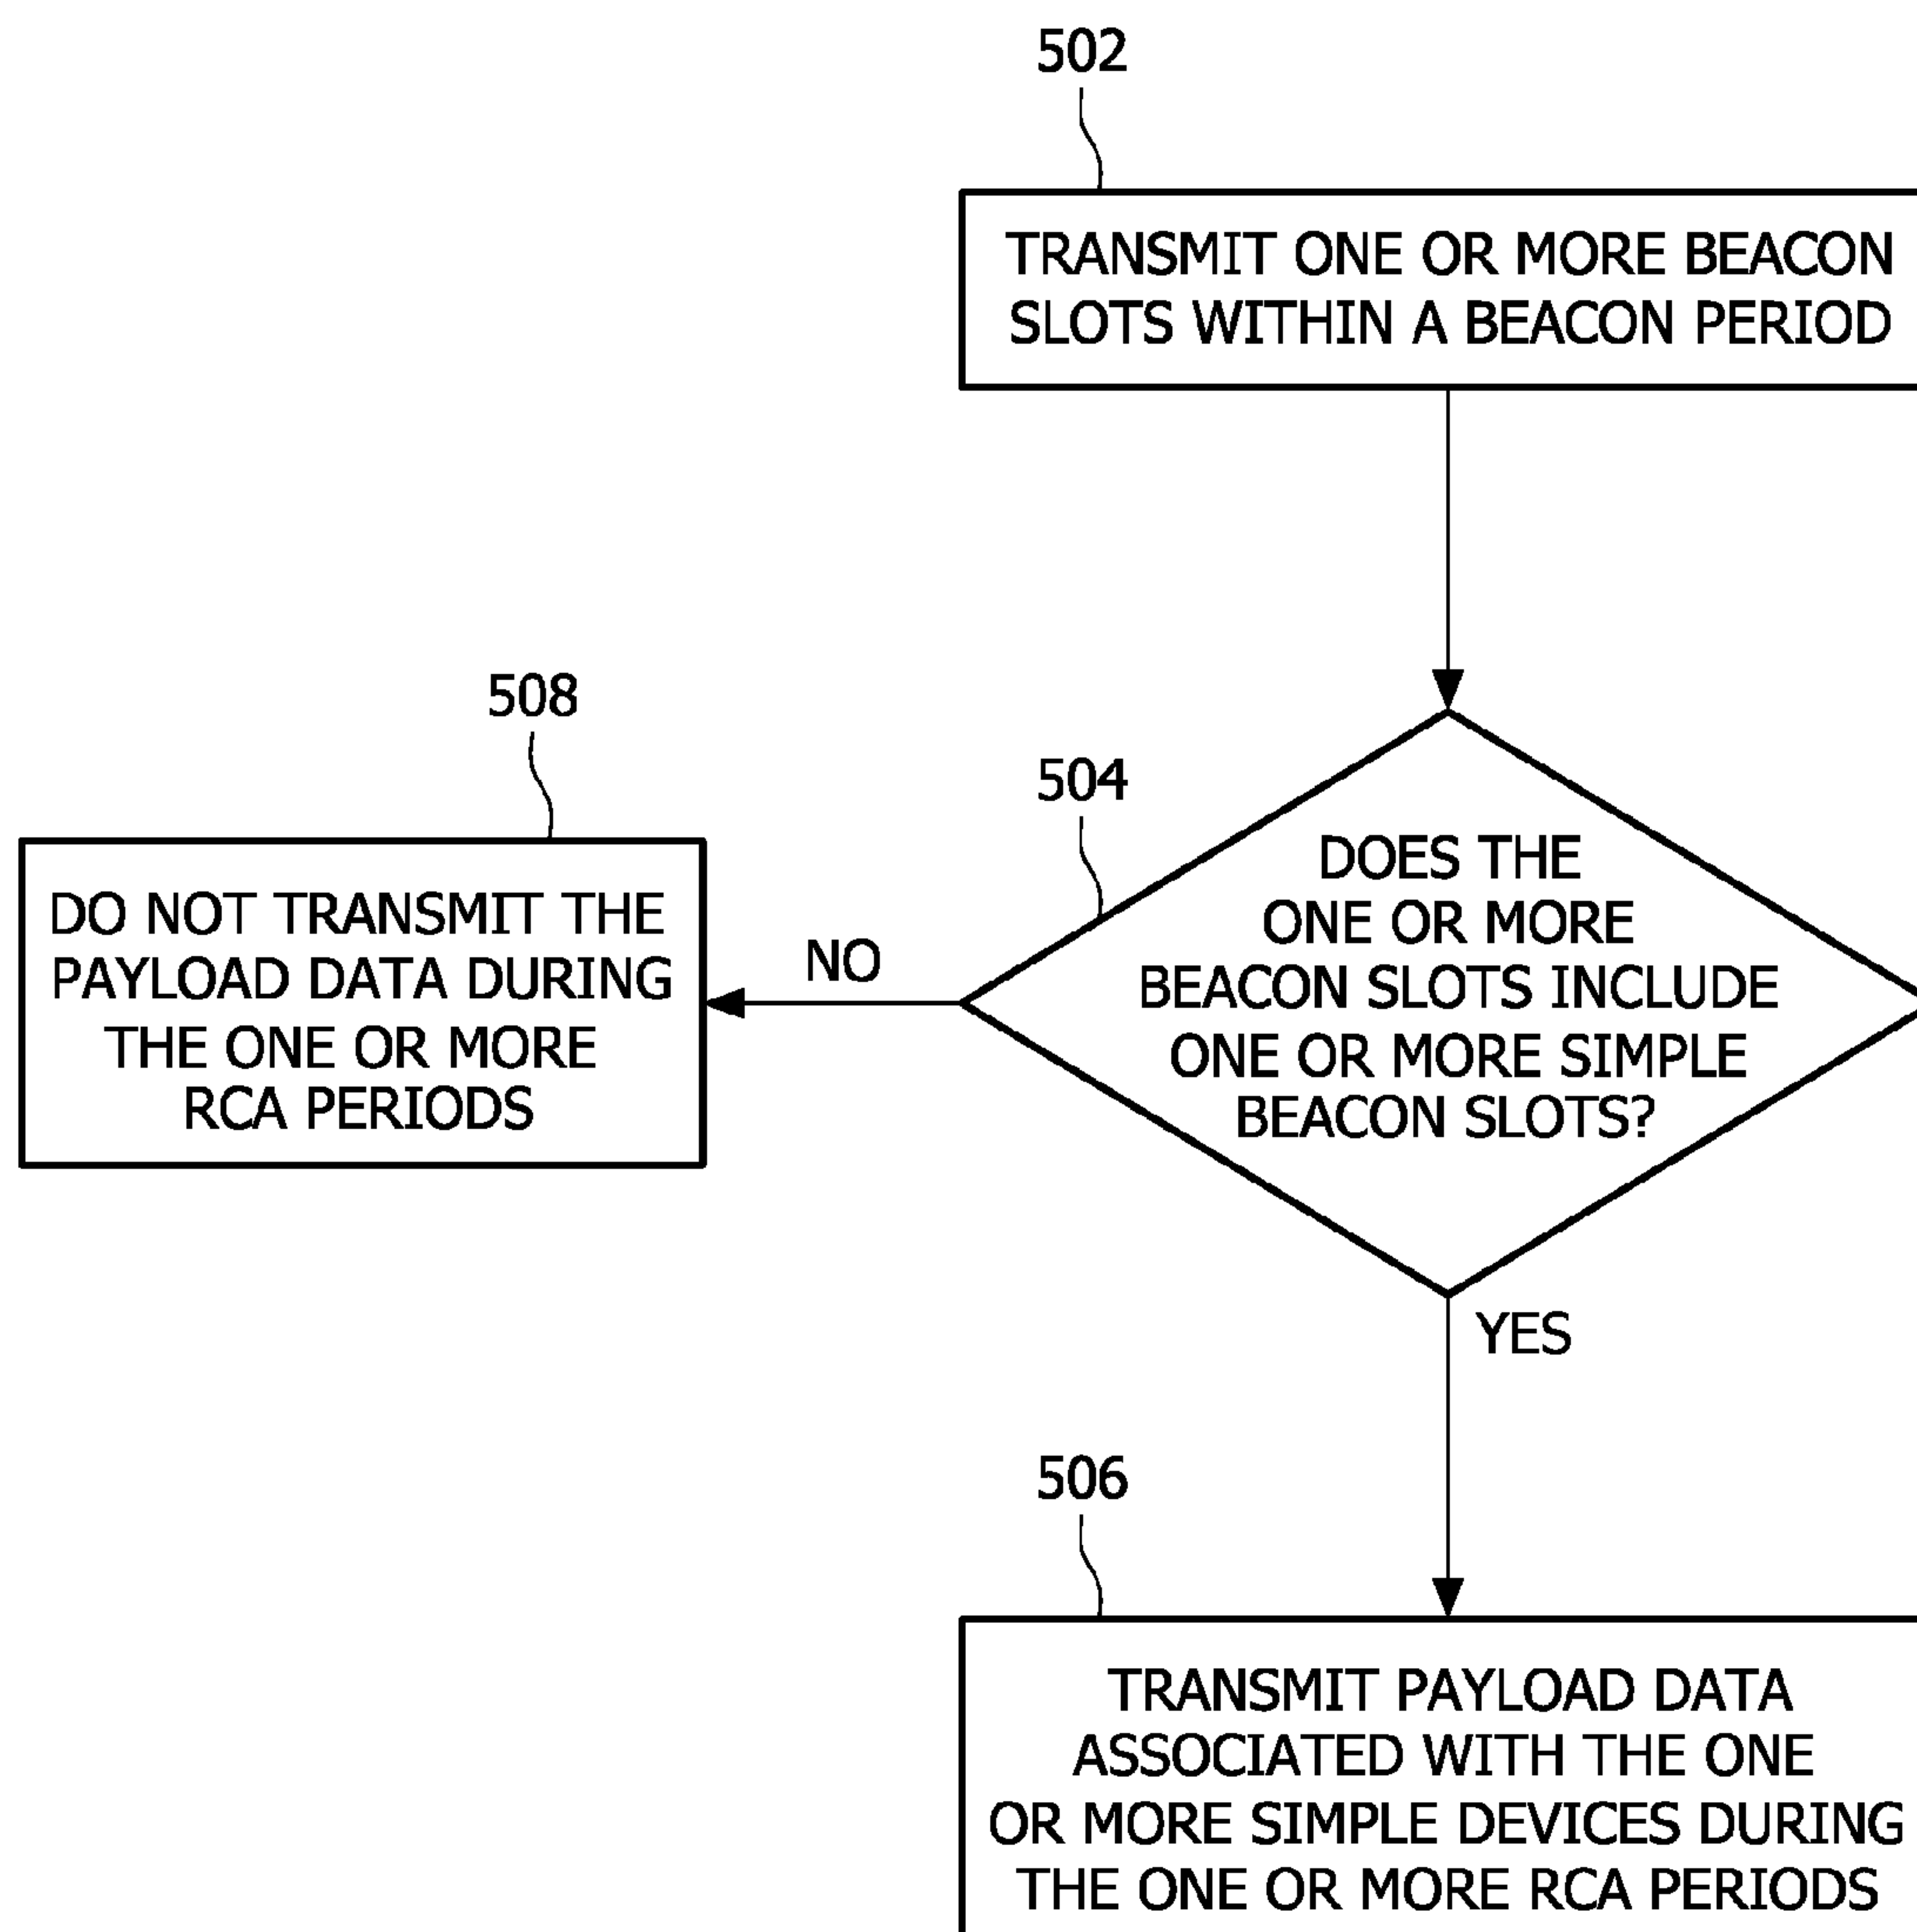 502
TRANSMIT ONE OR MORE BEACON
SLOTS WITHIN A BEACON PERIOD
504
DOES THE
ONE OR MORE
BEACON SLOTS INCLUDE
ONE OR MORE SIMPLE
BEACON SLOTS?
NO
508
DO NOT TRANSMIT THE
PAYLOAD DATA DURING
THE ONE OR MORE
RCA PERIODS
YES
506
TRANSMIT PAYLOAD DATA
ASSOCIATED WITH THE ONE
OR MORE SIMPLE DEVICES DURING
THE ONE OR MORE RCA PERIODS